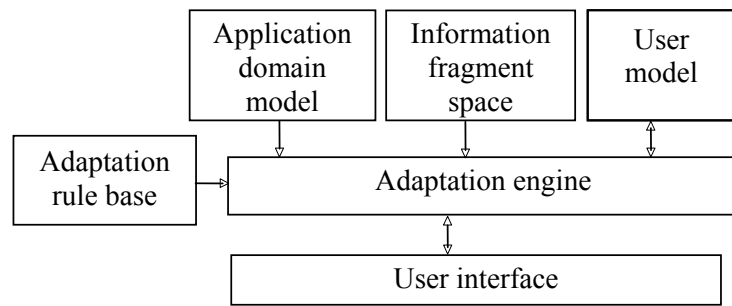 Application
domain
model
Information
fragment
space
User
model
Adaptation
rule base
Adaptation engine
User interface